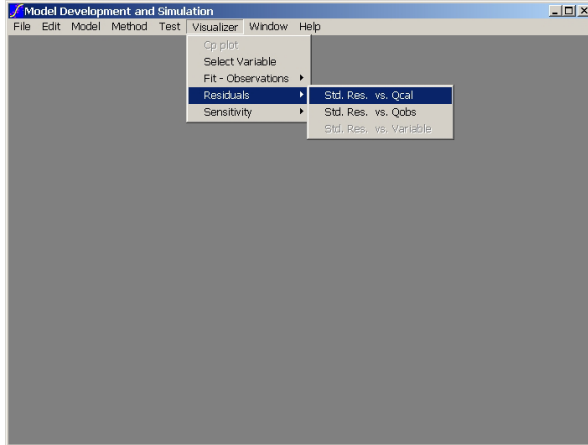 Model Development and Simulation
File Edit Model Method Test Visualizer Window Help
Cp plot
Select Variable
Fit - Observations
Residuals
Sensitivity
Std. Res. vs. Qcal
Std. Res. vs. Qobs
Std. Res. vs. Variable